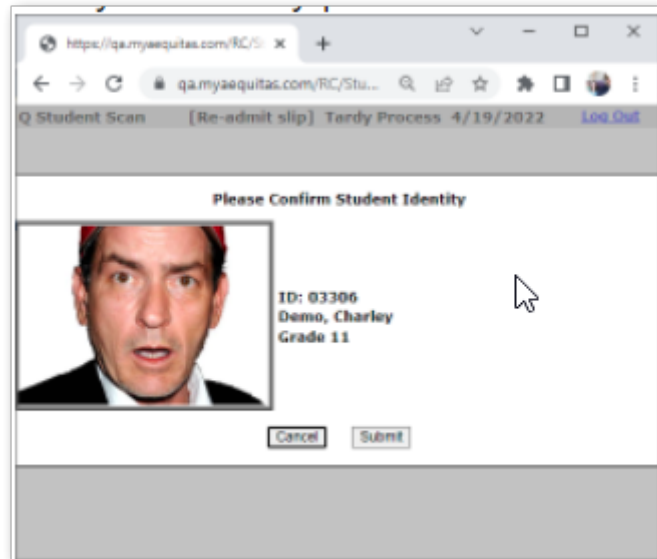 https://qa.myaequitas.com/RC/S
qa.myaequitas.com/RC/Stu...
Q Student Scan [Re-admit slip] Tardy Process 4/19/2022 Log Out
Please Confirm Student Identity
ID: 03306
Demo, Charley
Grade 11
Cancel Submit